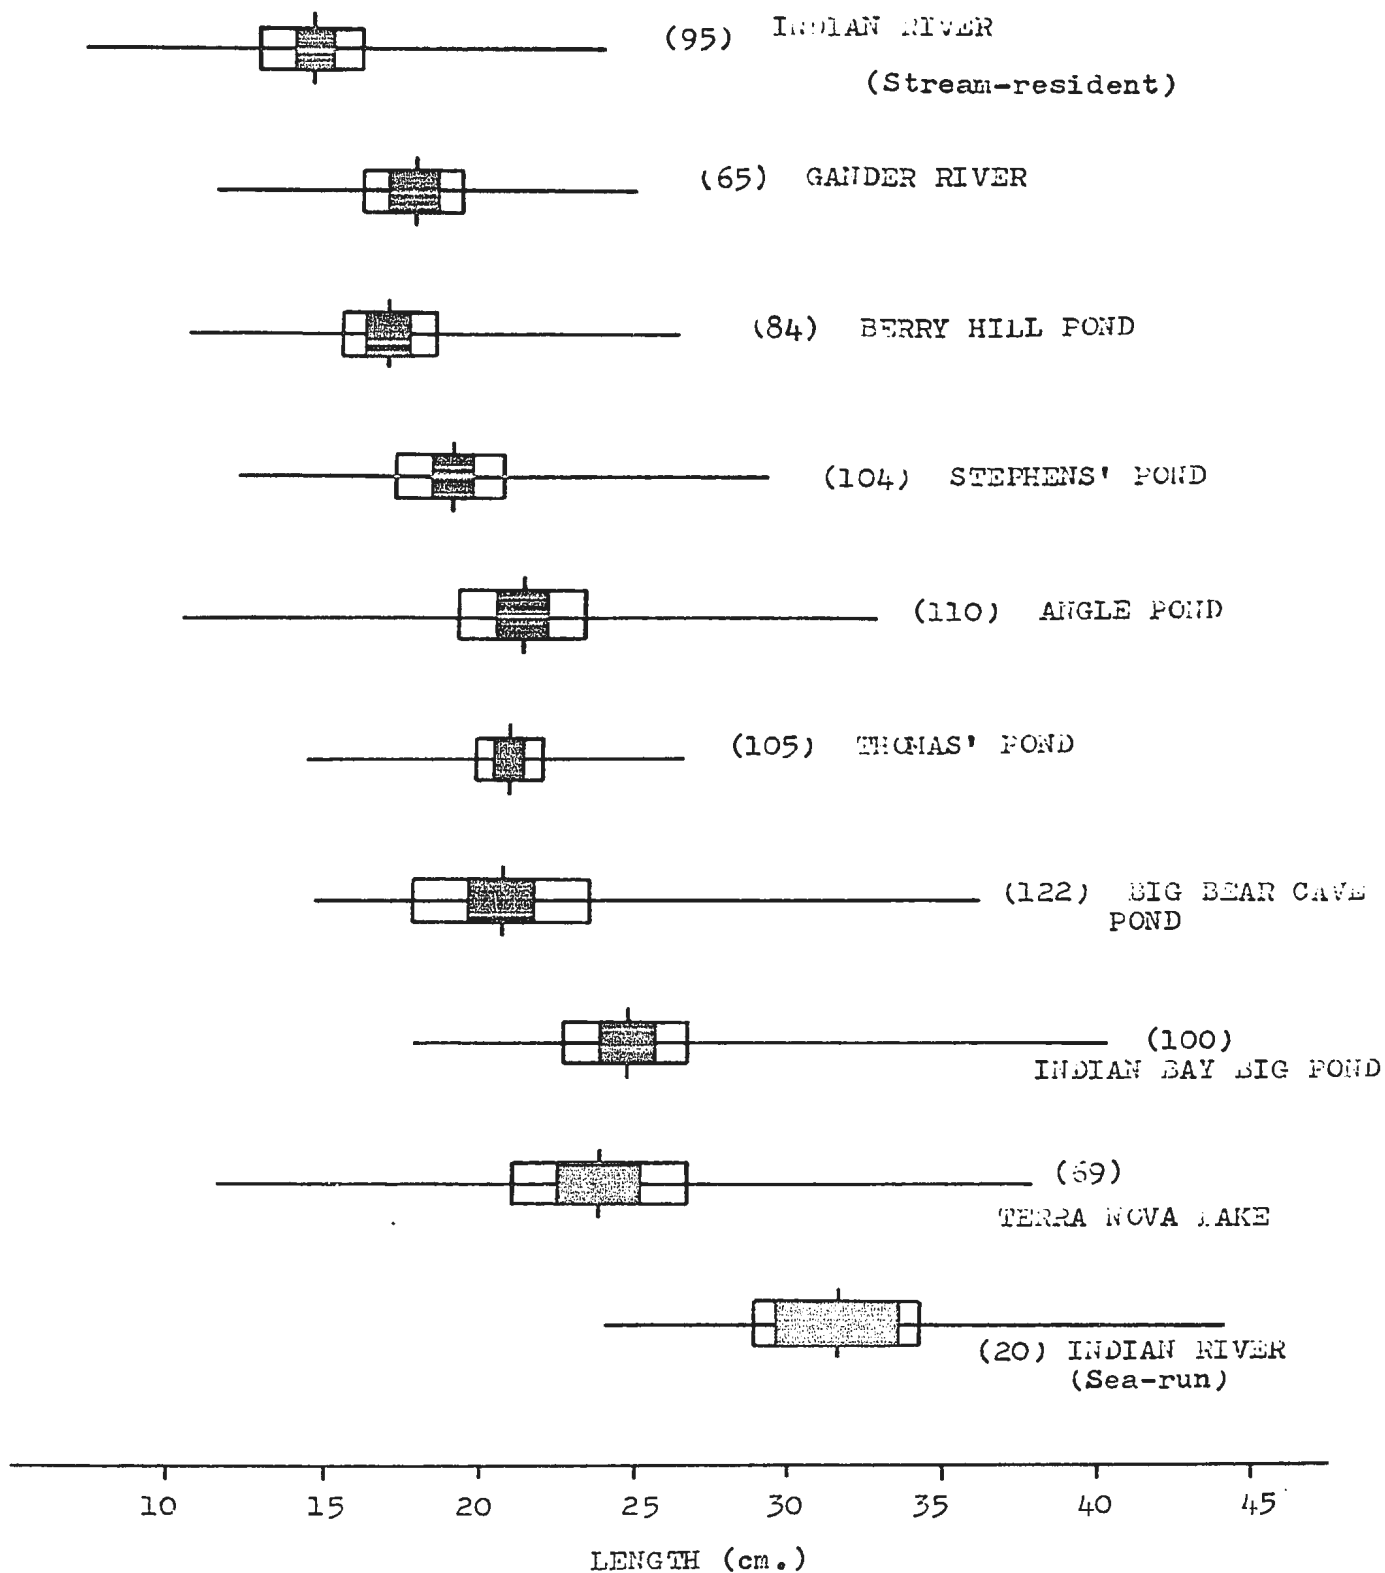 (95) INDIAN RIVER
(Stream-resident)
(65) GANDER RIVER
(84) BERRY HILL POND
(104) STEPHENS' POND
(110) ANGLE POND
(105) THOMAS' POND
(122) BIG BEAR CAVE
POND
(100)
INDIAN BAY BIG POND
(69)
TERRA NOVA LAKE
(20) INDIAN RIVER
(Sea-run)
10 15 20 25 30 35 40 45
LENGTH (cm.)